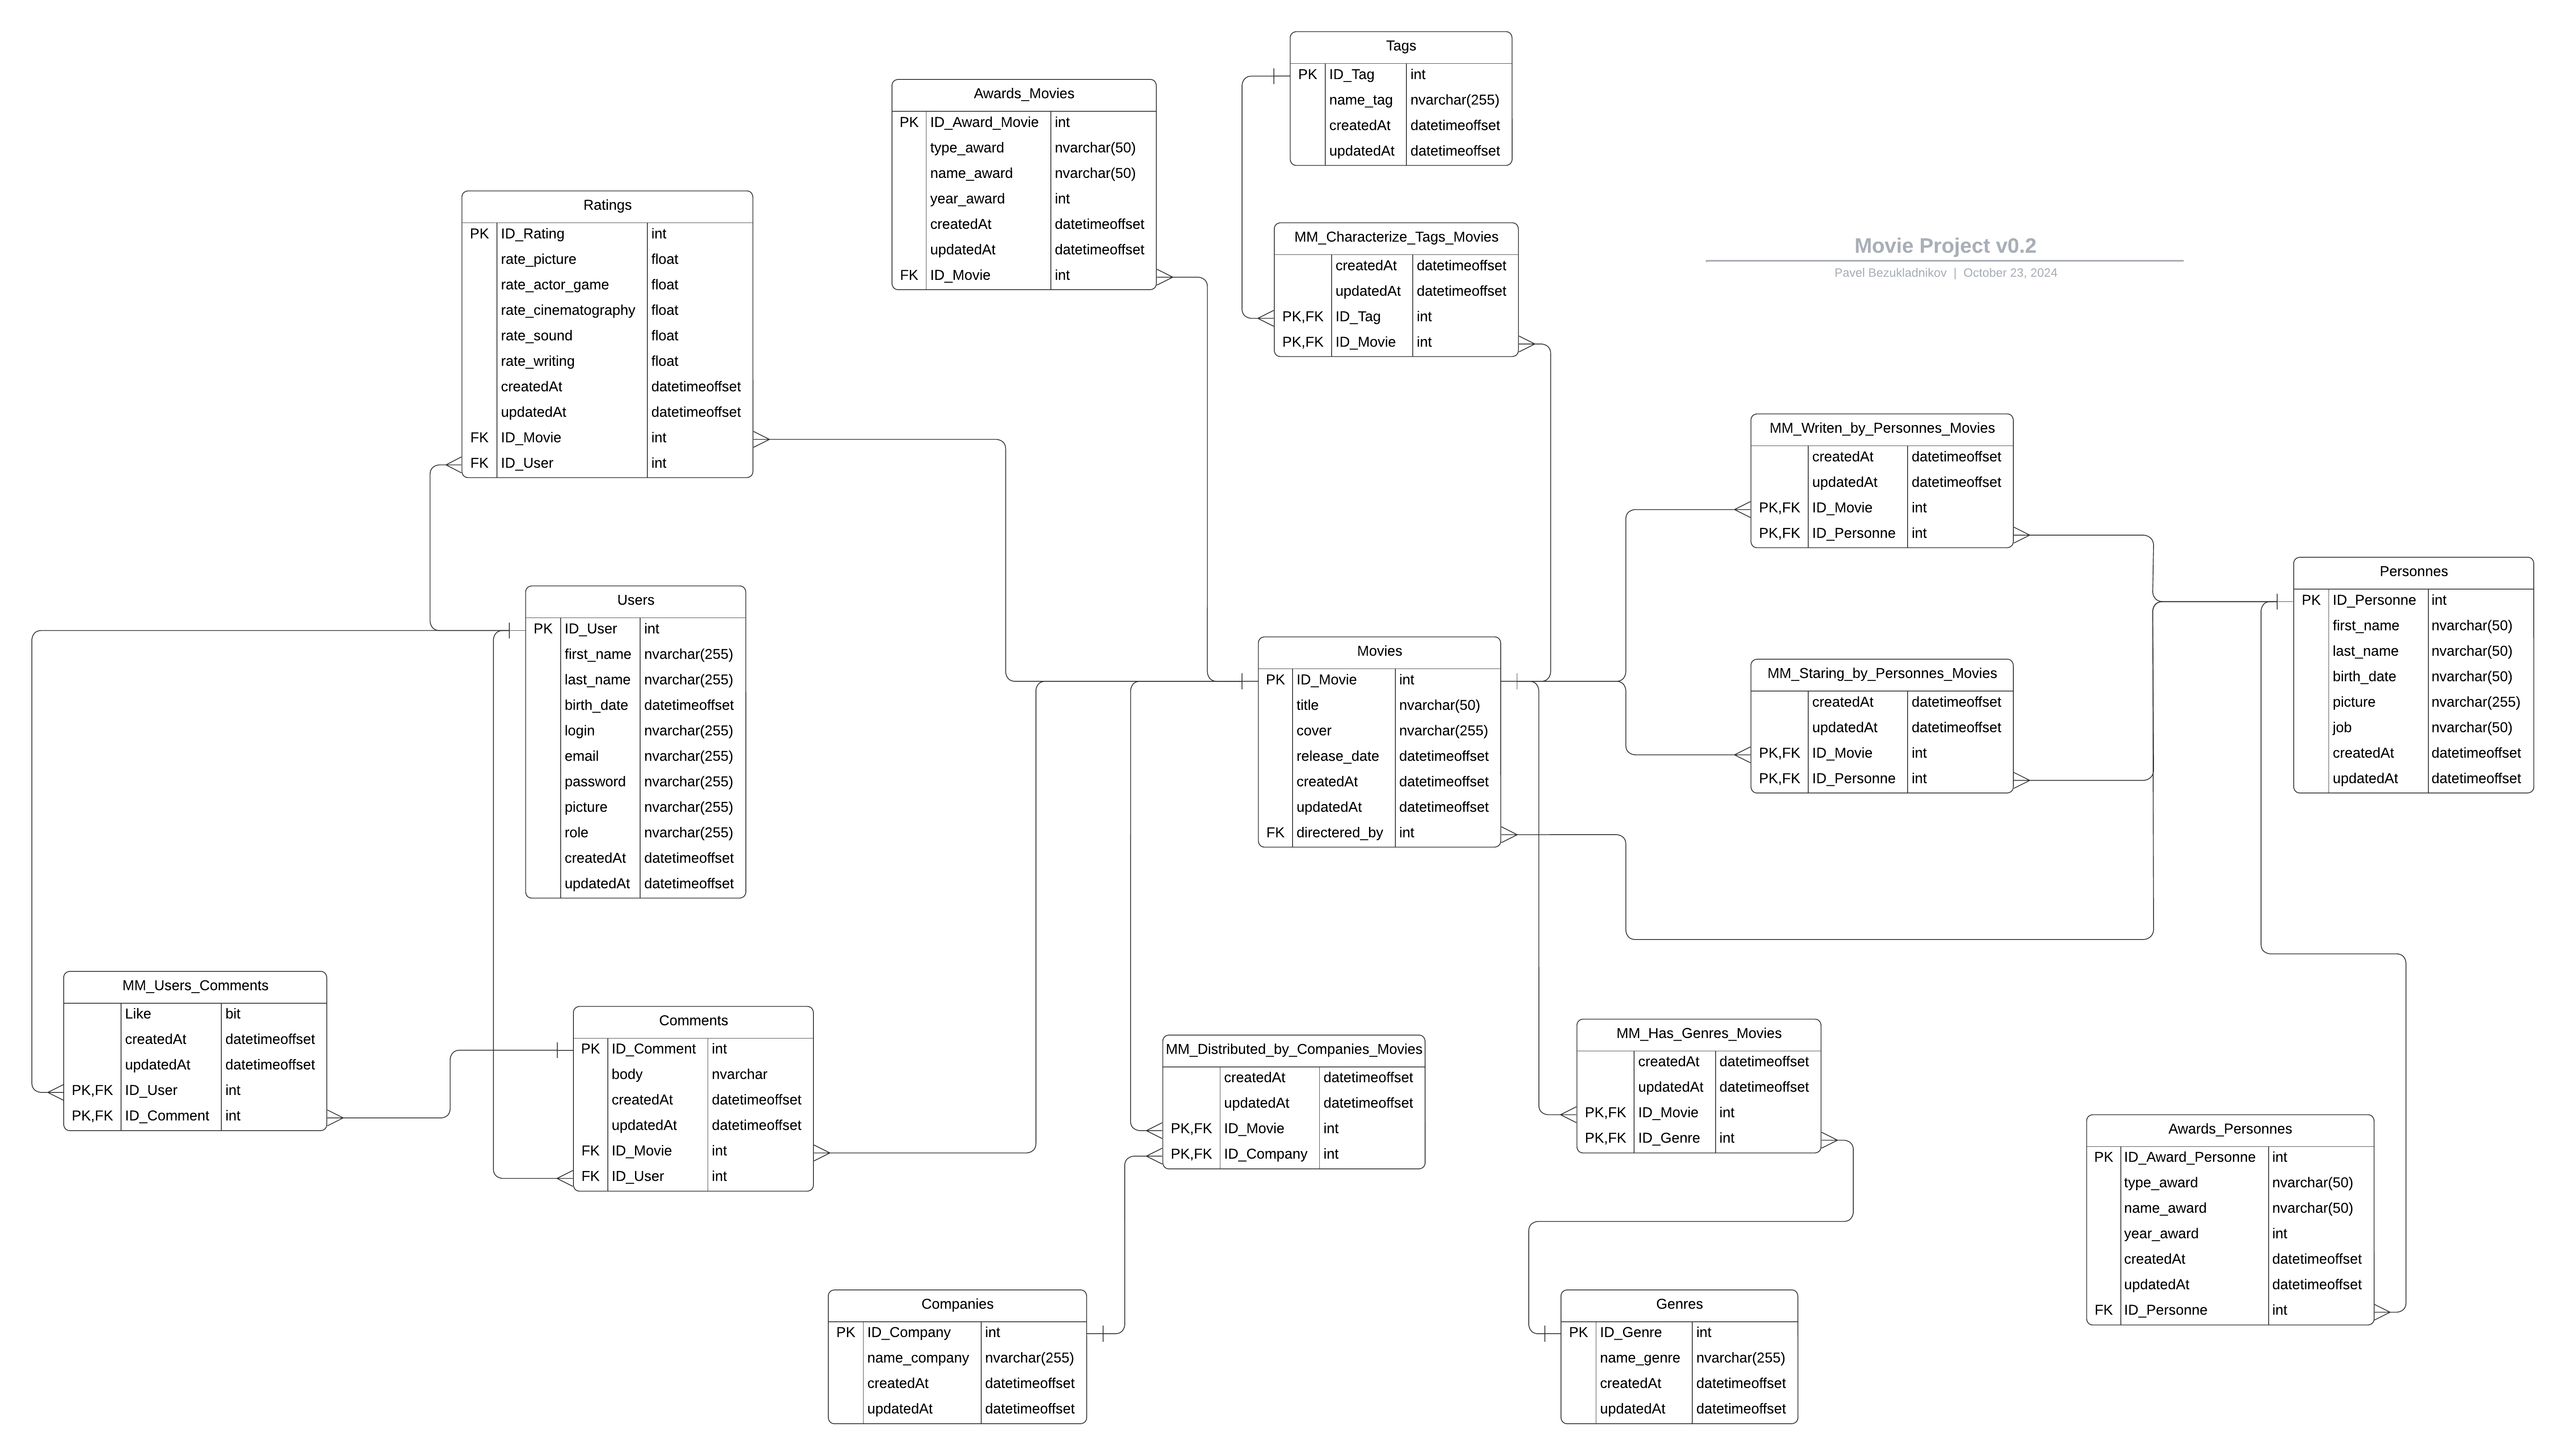 Tags
PK ID_Tag int
name_tag nvarchar(255)
createdAt datetimeoffset
updatedAt datetimeoffset
Awards_Movies
PK ID_Award_Movie int
type_award nvarchar(50)
name_award nvarchar(50)
year_award int
createdAt datetimeoffset
updatedAt datetimeoffset
FK ID_Movie int
Ratings
PK ID_Rating int
rate_picture float
rate_actor_game float
rate_cinematography float
rate_sound float
rate_writing float
createdAt datetimeoffset
updatedAt datetimeoffset
FK ID_Movie int
FK ID_User int
MM_Characterize_Tags_Movies
createdAt datetimeoffset
updatedAt datetimeoffset
PK,FK ID_Tag int
PK,FK ID_Movie int
Movie Project v0.2
Pavel Bezukladnikov | October 23, 2024
MM_Writen_by_Personnes_Movies
createdAt datetimeoffset
updatedAt datetimeoffset
PK,FK ID_Movie int
PK,FK ID_Personne int
Personnes
PK ID_Personne int
first_name nvarchar(50)
last_name nvarchar(50)
birth_date nvarchar(50)
picture nvarchar(255)
job nvarchar(50)
createdAt datetimeoffset
updatedAt datetimeoffset
Users
PK ID_User int
first_name nvarchar(255)
last_name nvarchar(255)
birth_date datetimeoffset
login nvarchar(255)
email nvarchar(255)
password nvarchar(255)
picture nvarchar(255)
role nvarchar(255)
createdAt datetimeoffset
updatedAt datetimeoffset
Movies
PK ID_Movie int
title nvarchar(50)
cover nvarchar(255)
release_date datetimeoffset
createdAt datetimeoffset
updatedAt datetimeoffset
FK directered_by int
MM_Staring_by_Personnes_Movies
createdAt datetimeoffset
updatedAt datetimeoffset
PK,FK ID_Movie int
PK,FK ID_Personne int
MM_Users_Comments
Like bit
createdAt datetimeoffset
updatedAt datetimeoffset
PK,FK ID_User int
PK,FK ID_Comment int
Comments
PK ID_Comment int
body nvarchar
createdAt datetimeoffset
updatedAt datetimeoffset
FK ID_Movie int
FK ID_User int
MM_Distributed_by_Companies_Movies
createdAt datetimeoffset
updatedAt datetimeoffset
PK,FK ID_Movie int
PK,FK ID_Company int
MM_Has_Genres_Movies
createdAt datetimeoffset
updatedAt datetimeoffset
PK,FK ID_Movie int
PK,FK ID_Genre int
Awards_Personnes
PK ID_Award_Personne int
type_award nvarchar(50)
name_award nvarchar(50)
year_award int
createdAt datetimeoffset
updatedAt datetimeoffset
FK ID_Personne int
Companies
PK ID_Company int
name_company nvarchar(255)
createdAt datetimeoffset
updatedAt datetimeoffset
Genres
PK ID_Genre int
name_genre nvarchar(255)
createdAt datetimeoffset
updatedAt datetimeoffset